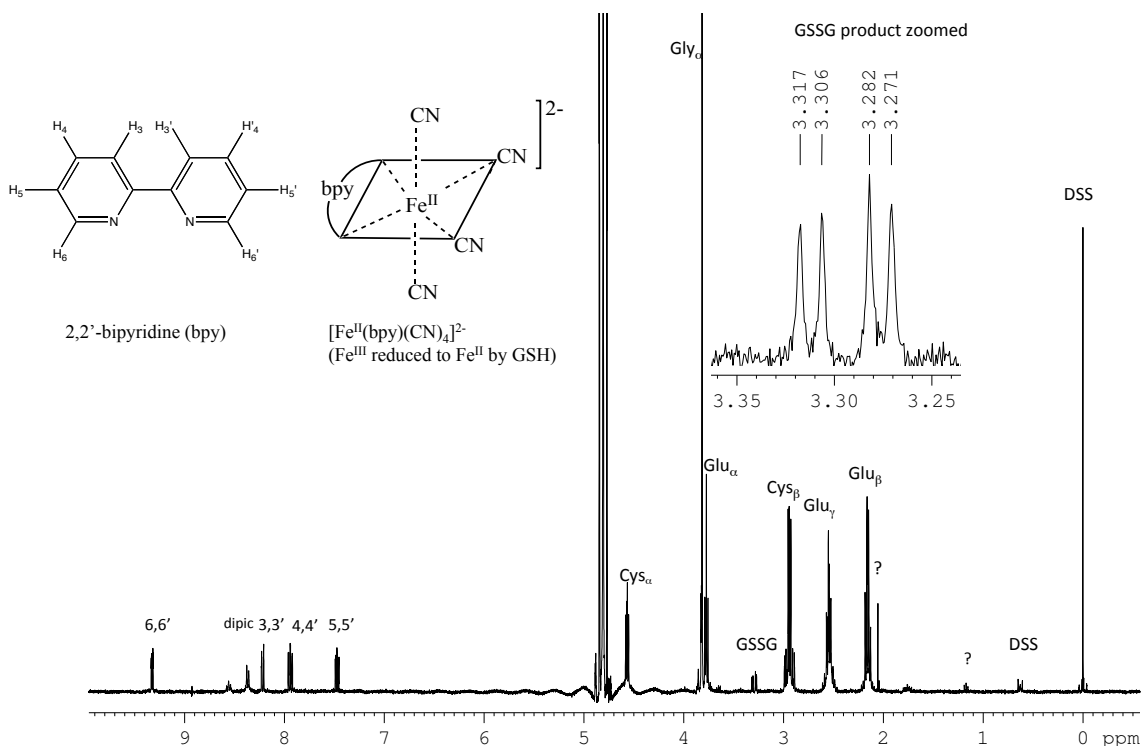 GSSG product zoomed
3.317
3.306
3.282
3.271
3.35
3.30
3.25
H₄
H₃
H₃'
H'₄
H₅
H₅'
N
N
H₆
H₆'
2,2’-bipyridine (bpy)
CN
2-
CN
bpy
Feᴵᴵ
CN
CN
[Feᴵᴵ(bpy)(CN)₄]²⁻
(Feᴵᴵᴵ reduced to Feᴵᴵ by GSH)
Glyα
DSS
Gluα
Cysβ
Gluγ
Gluβ
?
Cysα
GSSG
?
DSS
6,6’
dipic
3,3’
4,4’
5,5’
9
8
7
6
5
4
3
2
1
0
ppm